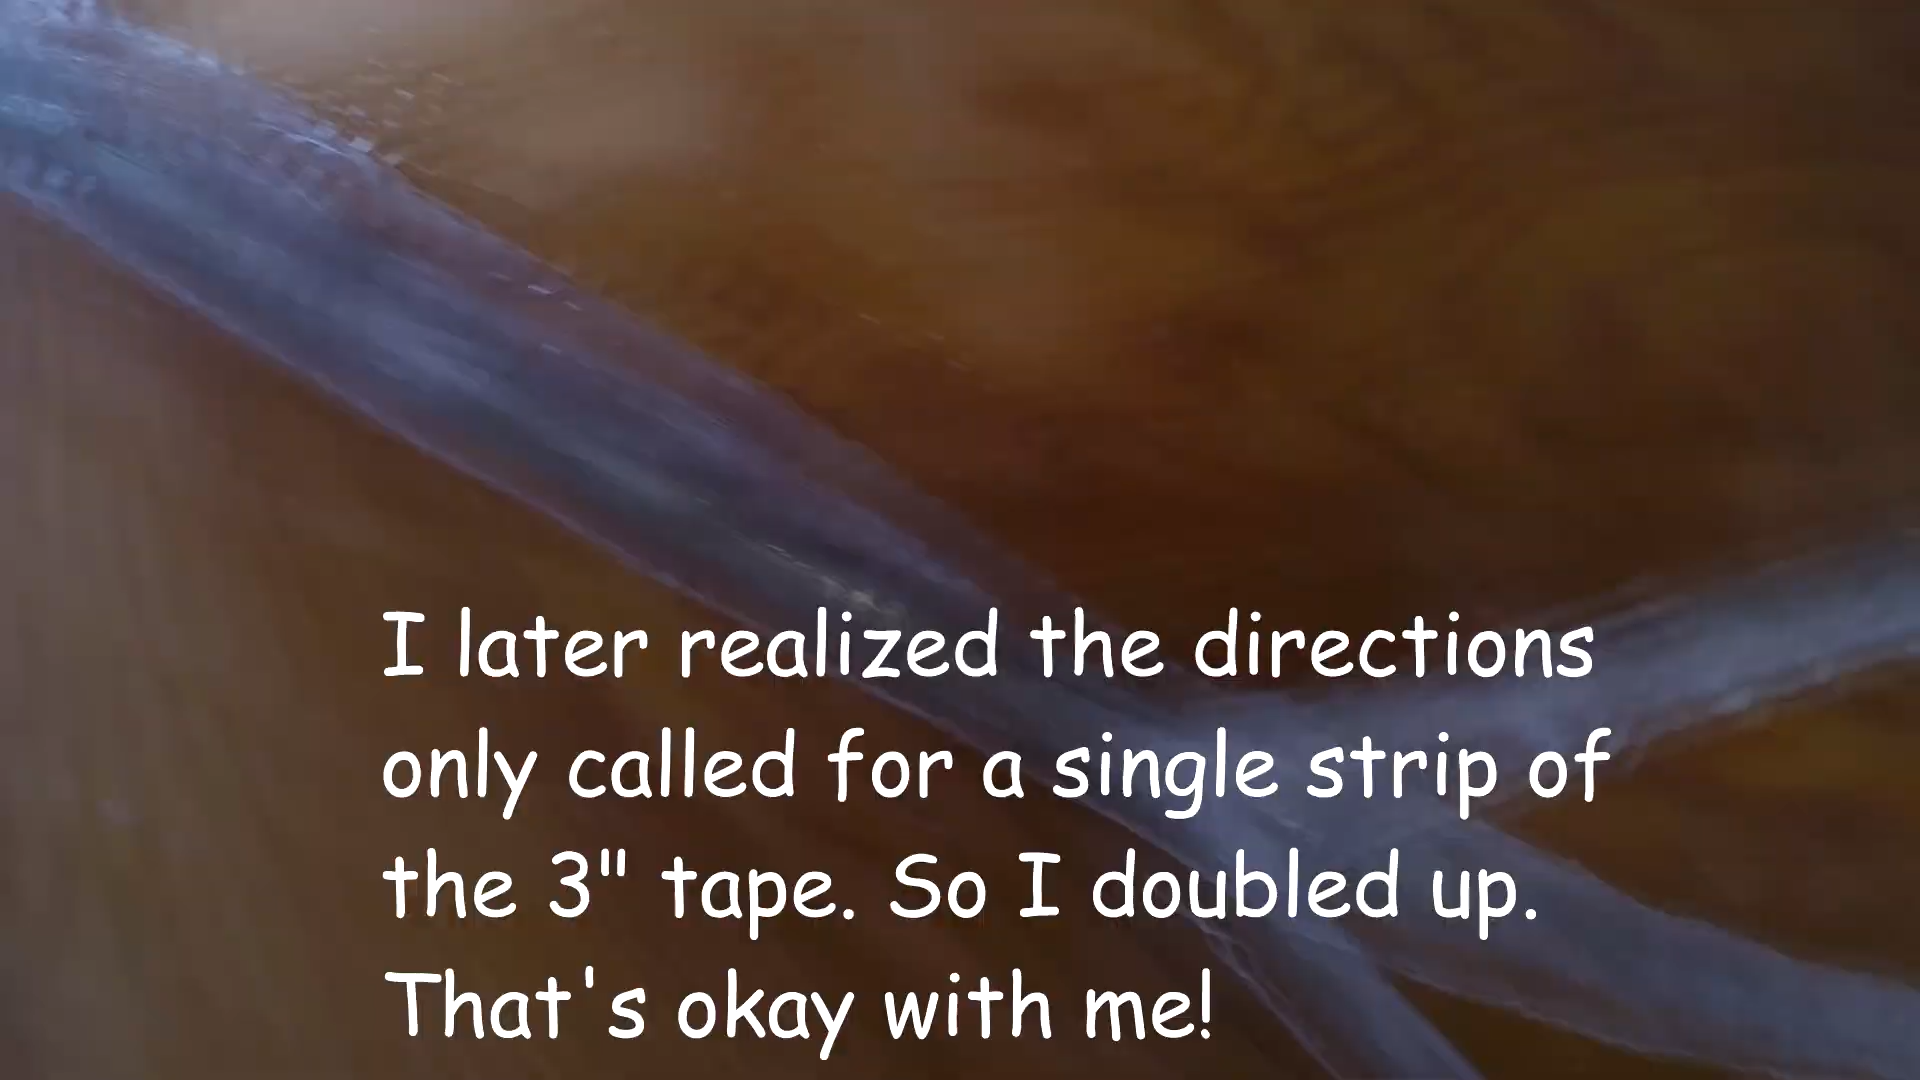 I later realized the directions
only called for a single strip of
the 3" tape. So I doubled up.
That's okay with me!